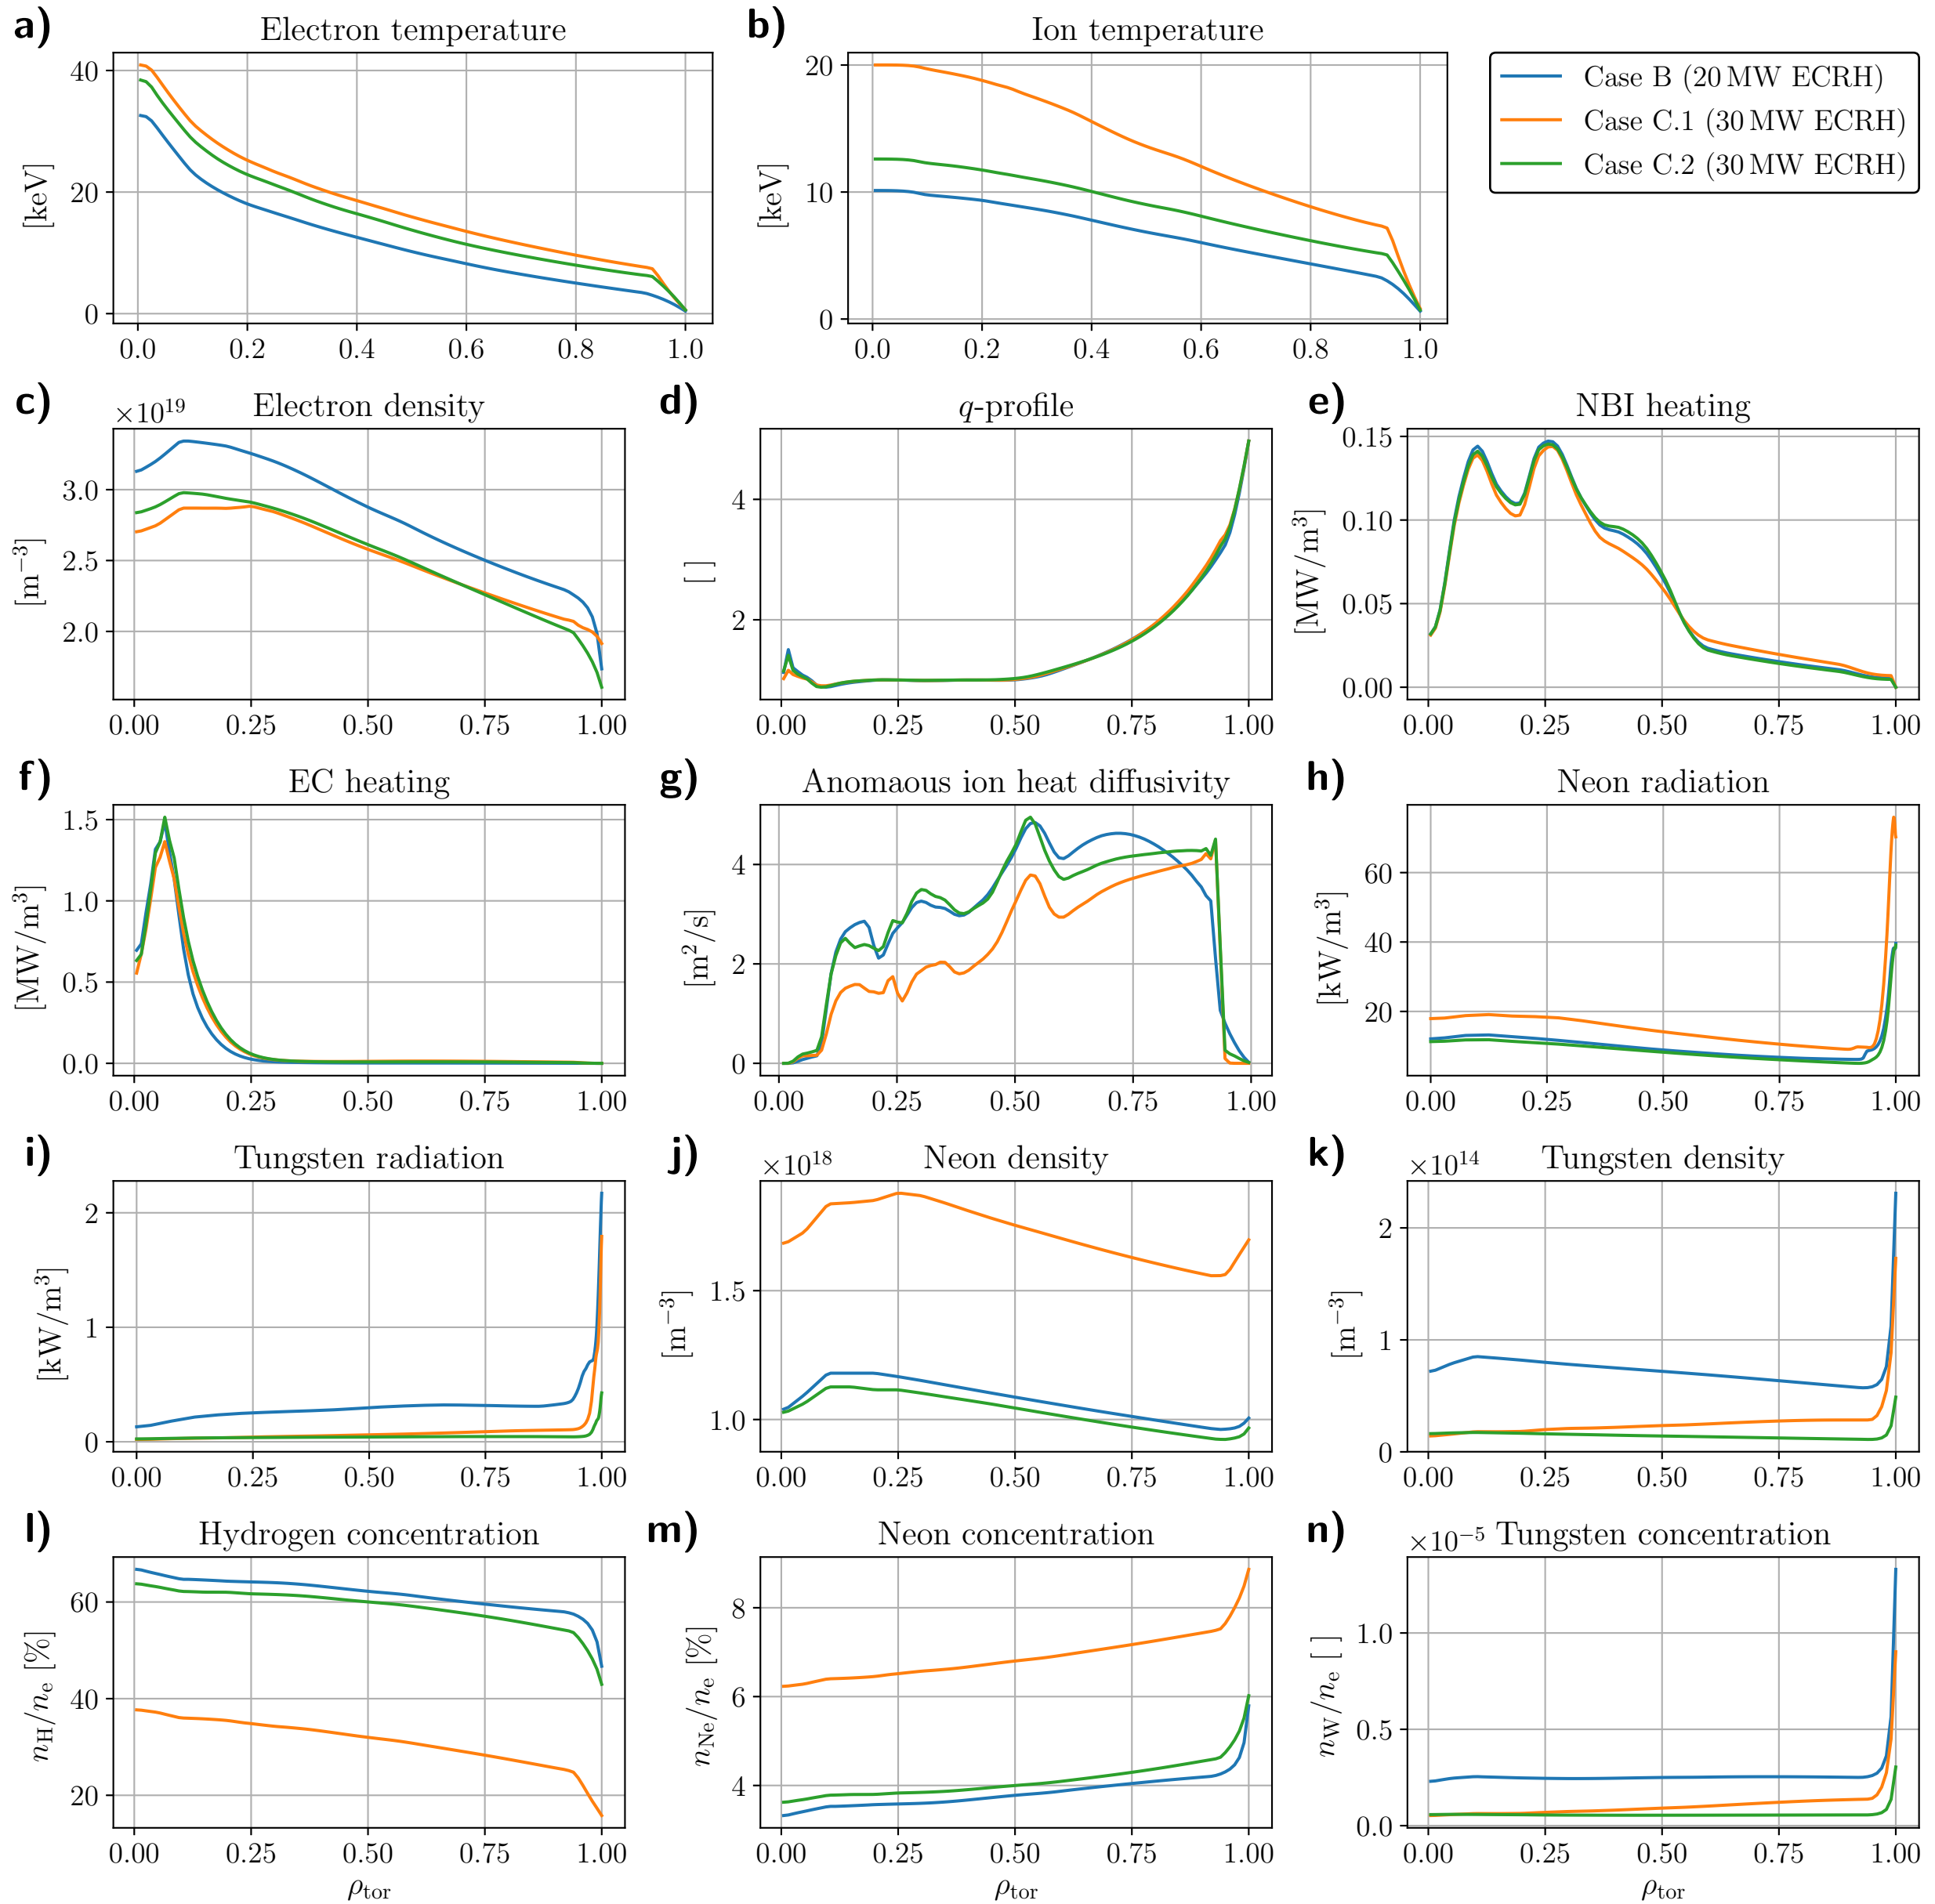 a) Electron temperature
[keV]
40
20
0
0.0 0.2 0.4 0.6 0.8 1.0
b) Ion temperature
[keV]
20
10
0
0.0 0.2 0.4 0.6 0.8 1.0
Case B (20 MW ECRH)
Case C.1 (30 MW ECRH)
Case C.2 (30 MW ECRH)
c) ×10¹⁹ Electron density
[m⁻³]
3.0
2.5
2.0
0.00 0.25 0.50 0.75 1.00
d) q-profile
[ ]
4
2
0.00 0.25 0.50 0.75 1.00
e) NBI heating
[MW/m³]
0.15
0.10
0.05
0.00
0.00 0.25 0.50 0.75 1.00
f) EC heating
[MW/m³]
1.5
1.0
0.5
0.0
0.00 0.25 0.50 0.75 1.00
g) Anomaous ion heat diffusivity
[m²/s]
4
2
0
0.00 0.25 0.50 0.75 1.00
h) Neon radiation
[kW/m³]
60
40
20
0.00 0.25 0.50 0.75 1.00
i) Tungsten radiation
[kW/m³]
2
1
0
0.00 0.25 0.50 0.75 1.00
j) ×10¹⁸ Neon density
[m⁻³]
1.5
1.0
0.00 0.25 0.50 0.75 1.00
k) ×10¹⁴ Tungsten density
[m⁻³]
2
1
0
0.00 0.25 0.50 0.75 1.00
l) Hydrogen concentration
n_H/n_e [%]
60
40
20
0.00 0.25 0.50 0.75 1.00
ρ_tor
m) Neon concentration
n_Ne/n_e [%]
8
6
4
0.00 0.25 0.50 0.75 1.00
ρ_tor
n) ×10⁻⁵ Tungsten concentration
n_W/n_e [ ]
1.0
0.5
0.0
0.00 0.25 0.50 0.75 1.00
ρ_tor